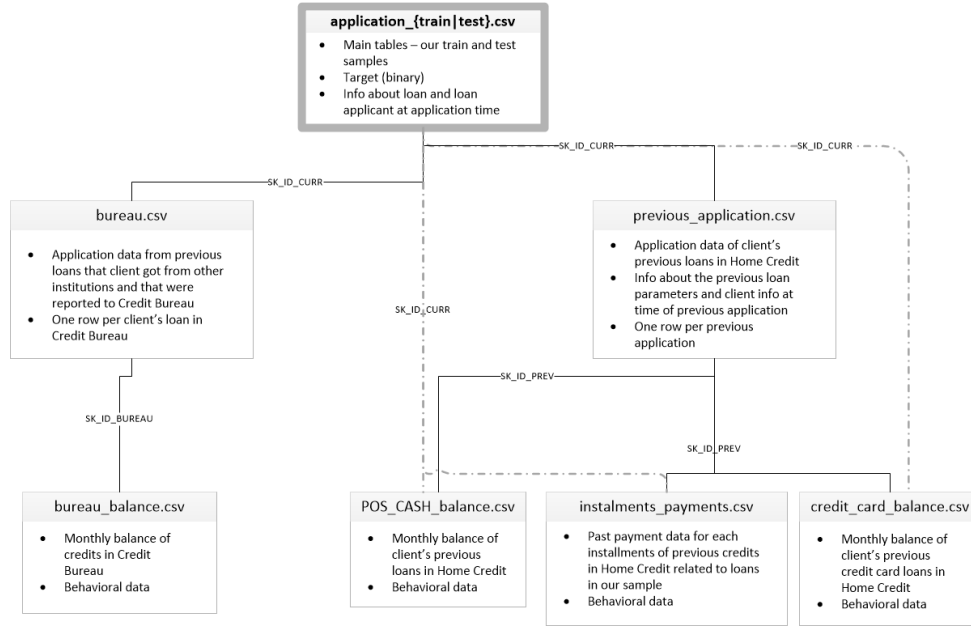 application_{train|test}.csv
• Main tables – our train and test
samples
• Target (binary)
• Info about loan and loan
applicant at application time
SK_ID_CURR
SK_ID_CURR
SK_ID_CURR
bureau.csv
• Application data from previous
loans that client got from other
institutions and that were
reported to Credit Bureau
• One row per client's loan in
Credit Bureau
previous_application.csv
• Application data of client's
previous loans in Home Credit
• Info about the previous loan
parameters and client info at
time of previous application
• One row per previous
application
SK_ID_CURR
SK_ID_PREV
SK_ID_BUREAU
SK_ID_PREV
bureau_balance.csv
• Monthly balance of
credits in Credit
Bureau
• Behavioral data
POS_CASH_balance.csv
• Monthly balance of
client's previous
loans in Home Credit
• Behavioral data
instalments_payments.csv
• Past payment data for each
installments of previous credits
in Home Credit related to loans
in our sample
• Behavioral data
credit_card_balance.csv
• Monthly balance of
client's previous
credit card loans in
Home Credit
• Behavioral data